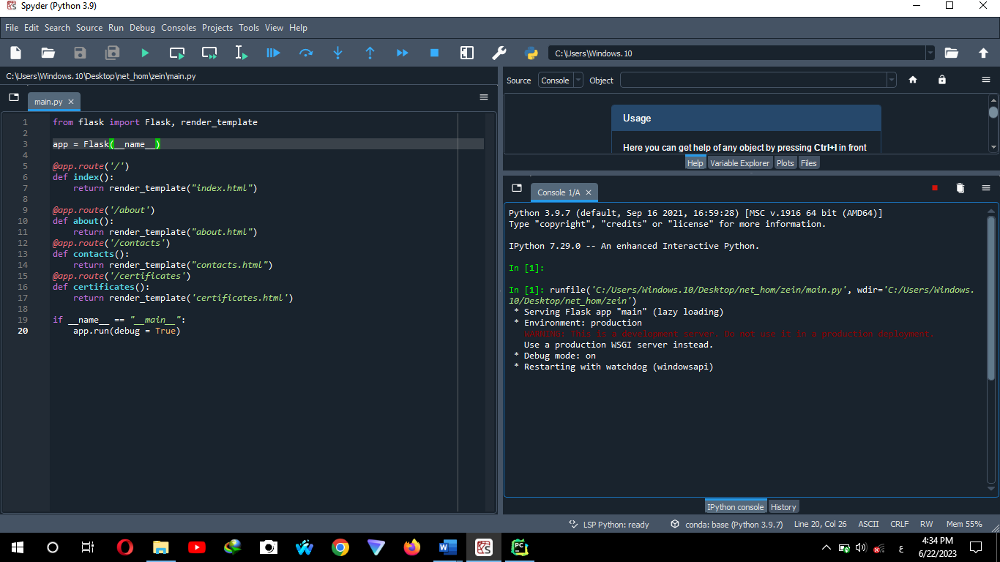 Spyder (Python 3.9)
File Edit Search Source Run Debug Consoles Projects Tools View Help
C:\Users\Windows.10
C:\Users\Windows.10\Desktop\net_hom\zein\main.py
main.py
1 from flask import Flask, render_template
2
3 app = Flask(__name__)
4
5 @app.route('/')
6 def index():
7     return render_template("index.html")
8
9 @app.route('/about')
10 def about():
11     return render_template("about.html")
12 @app.route('/contacts')
13 def contacts():
14     return render_template("contacts.html")
15 @app.route('/certificates')
16 def certificates():
17     return render_template('certificates.html')
18
19 if __name__ == "__main__":
20     app.run(debug = True)
Source Console Object
Usage
Here you can get help of any object by pressing Ctrl+I in front
Help Variable Explorer Plots Files
Console 1/A
Python 3.9.7 (default, Sep 16 2021, 16:59:28) [MSC v.1916 64 bit (AMD64)]
Type "copyright", "credits" or "license" for more information.
IPython 7.29.0 -- An enhanced Interactive Python.
In [1]:
In [1]: runfile('C:/Users/Windows.10/Desktop/net_hom/zein/main.py', wdir='C:/Users/Windows.
10/Desktop/net_hom/zein')
* Serving Flask app "main" (lazy loading)
* Environment: production
WARNING: This is a development server. Do not use it in a production deployment.
Use a production WSGI server instead.
* Debug mode: on
* Restarting with watchdog (windowsapi)
IPython console History
LSP Python: ready conda: base (Python 3.9.7) Line 20, Col 26 ASCII CRLF RW Mem 55%
W PC ع 4:34 PM
6/22/2023